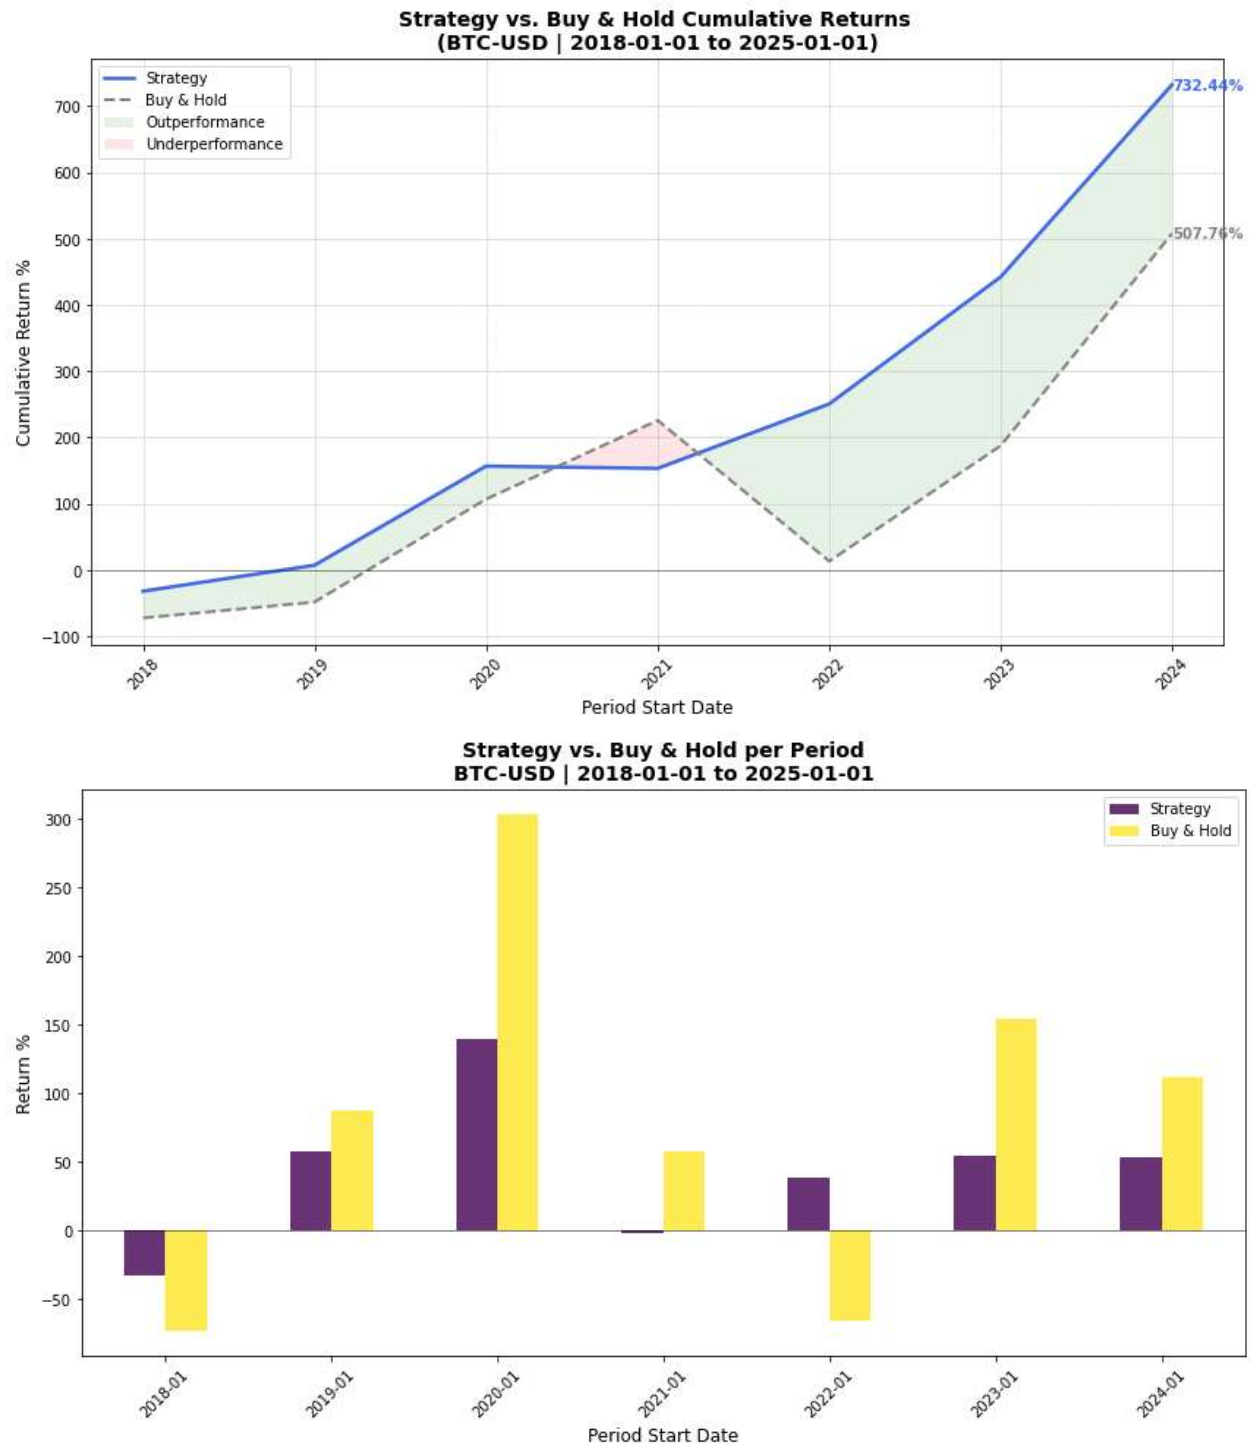 Strategy vs. Buy & Hold Cumulative Returns
(BTC-USD | 2018-01-01 to 2025-01-01)
Strategy
Buy & Hold
Outperformance
Underperformance
732.44%
507.76%
Cumulative Return %
700
600
500
400
300
200
100
0
−100
2018
2019
2020
2021
2022
2023
2024
Period Start Date
Strategy vs. Buy & Hold per Period
BTC-USD | 2018-01-01 to 2025-01-01
Strategy
Buy & Hold
Return %
300
250
200
150
100
50
0
−50
2018-01
2019-01
2020-01
2021-01
2022-01
2023-01
2024-01
Period Start Date